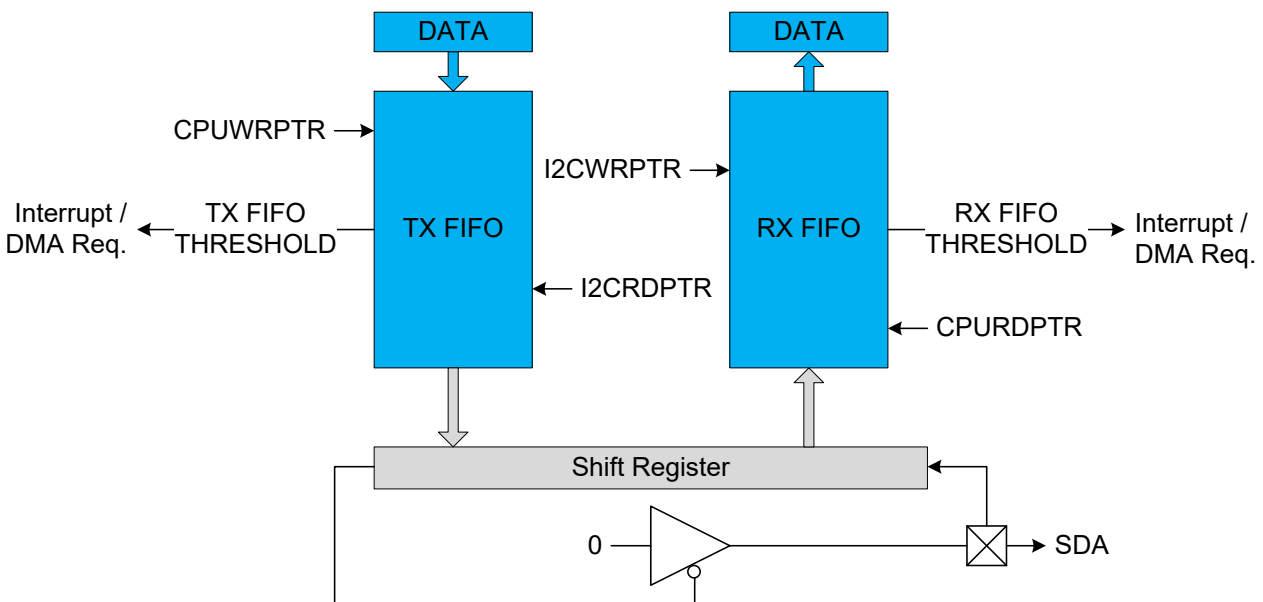 DATA
DATA
CPUWRPTR
I2CWRPTR
Interrupt /
DMA Req.
TX FIFO
THRESHOLD
TX FIFO
RX FIFO
RX FIFO
THRESHOLD
Interrupt /
DMA Req.
I2CRDPTR
CPURDPTR
Shift Register
0
SDA